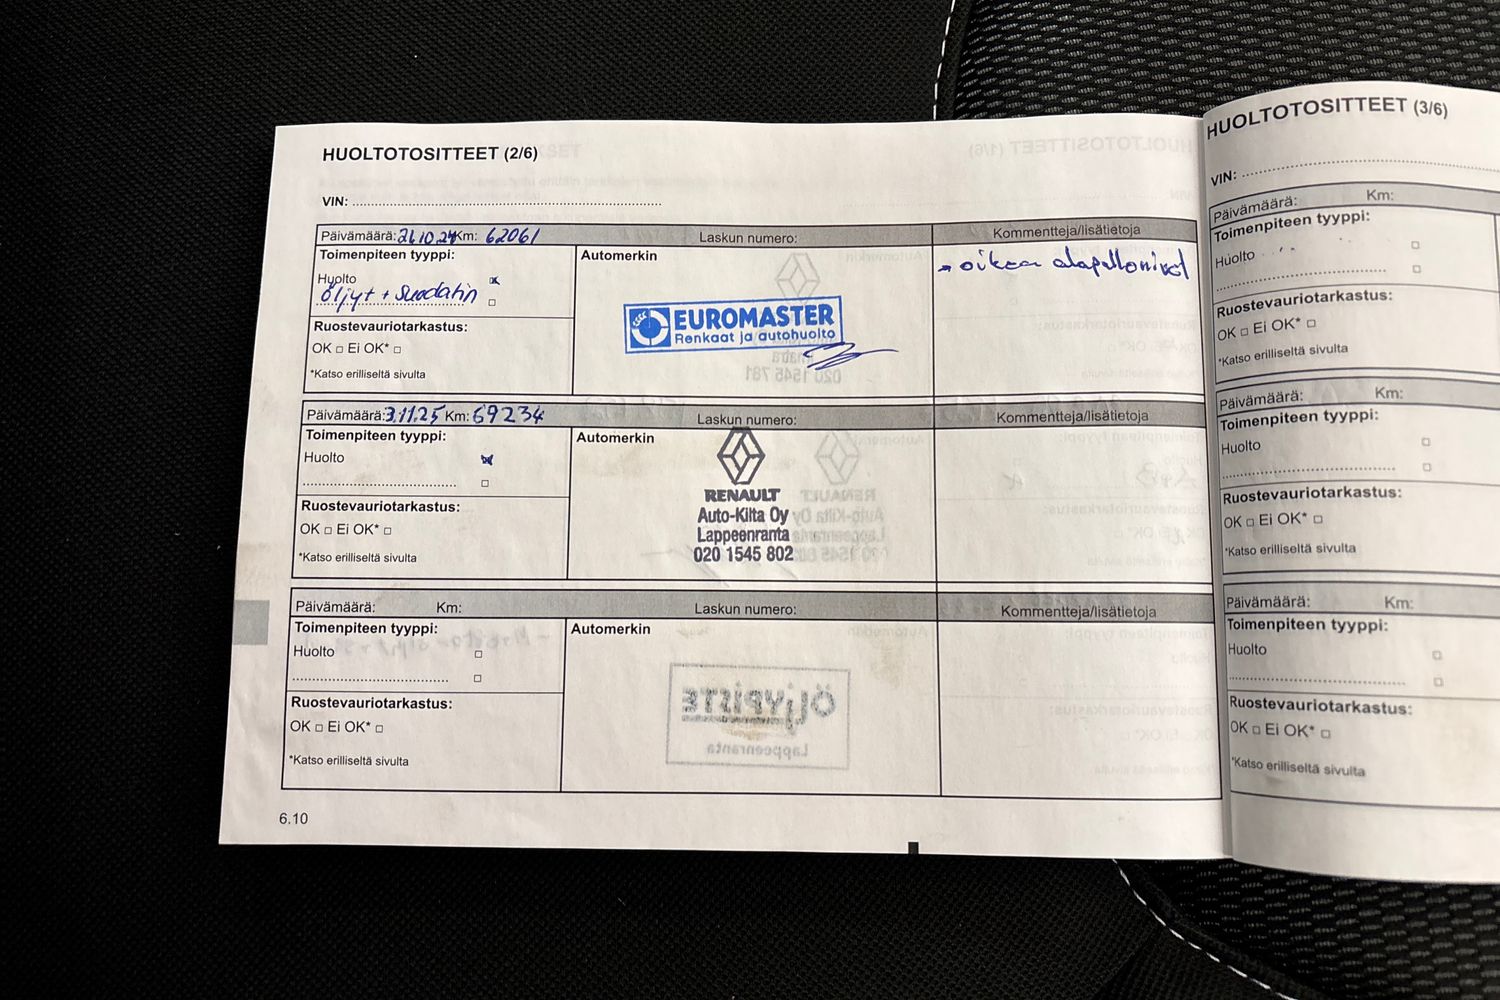 HUOLTOTOSITTEET (2/6)
VIN:
Päivämäärä: 21.10.24 Km: 62061 Laskun numero: Kommentteja/lisätietoja
Toimenpiteen tyyppi:
Automerkin
Huolto
öljyt + suodatin
Ruostevauriotarkastus:
OK □ Ei OK* □
*Katso erilliseltä sivulta
EUROMASTER
Renkaat ja autohuolto
→ oikea alapallonivel
Päivämäärä: 3.11.25 Km: 69234 Laskun numero: Kommentteja/lisätietoja
Toimenpiteen tyyppi:
Automerkin
Huolto
Ruostevauriotarkastus:
OK □ Ei OK* □
*Katso erilliseltä sivulta
RENAULT
Auto-Kilta Oy
Lappeenranta
020 1545 802
Päivämäärä: Km: Laskun numero: Kommentteja/lisätietoja
Toimenpiteen tyyppi:
Automerkin
Huolto
Ruostevauriotarkastus:
OK □ Ei OK* □
*Katso erilliseltä sivulta
6.10
HUOLTOTOSITTEET (3/6)
VIN:
Päivämäärä: Km:
Toimenpiteen tyyppi:
Huolto
Ruostevauriotarkastus:
OK □ Ei OK* □
*Katso erilliseltä sivulta
Päivämäärä: Km:
Toimenpiteen tyyppi:
Huolto
Ruostevauriotarkastus:
OK □ Ei OK* □
*Katso erilliseltä sivulta
Päivämäärä: Km:
Toimenpiteen tyyppi:
Huolto
Ruostevauriotarkastus:
OK □ Ei OK* □
*Katso erilliseltä sivulta